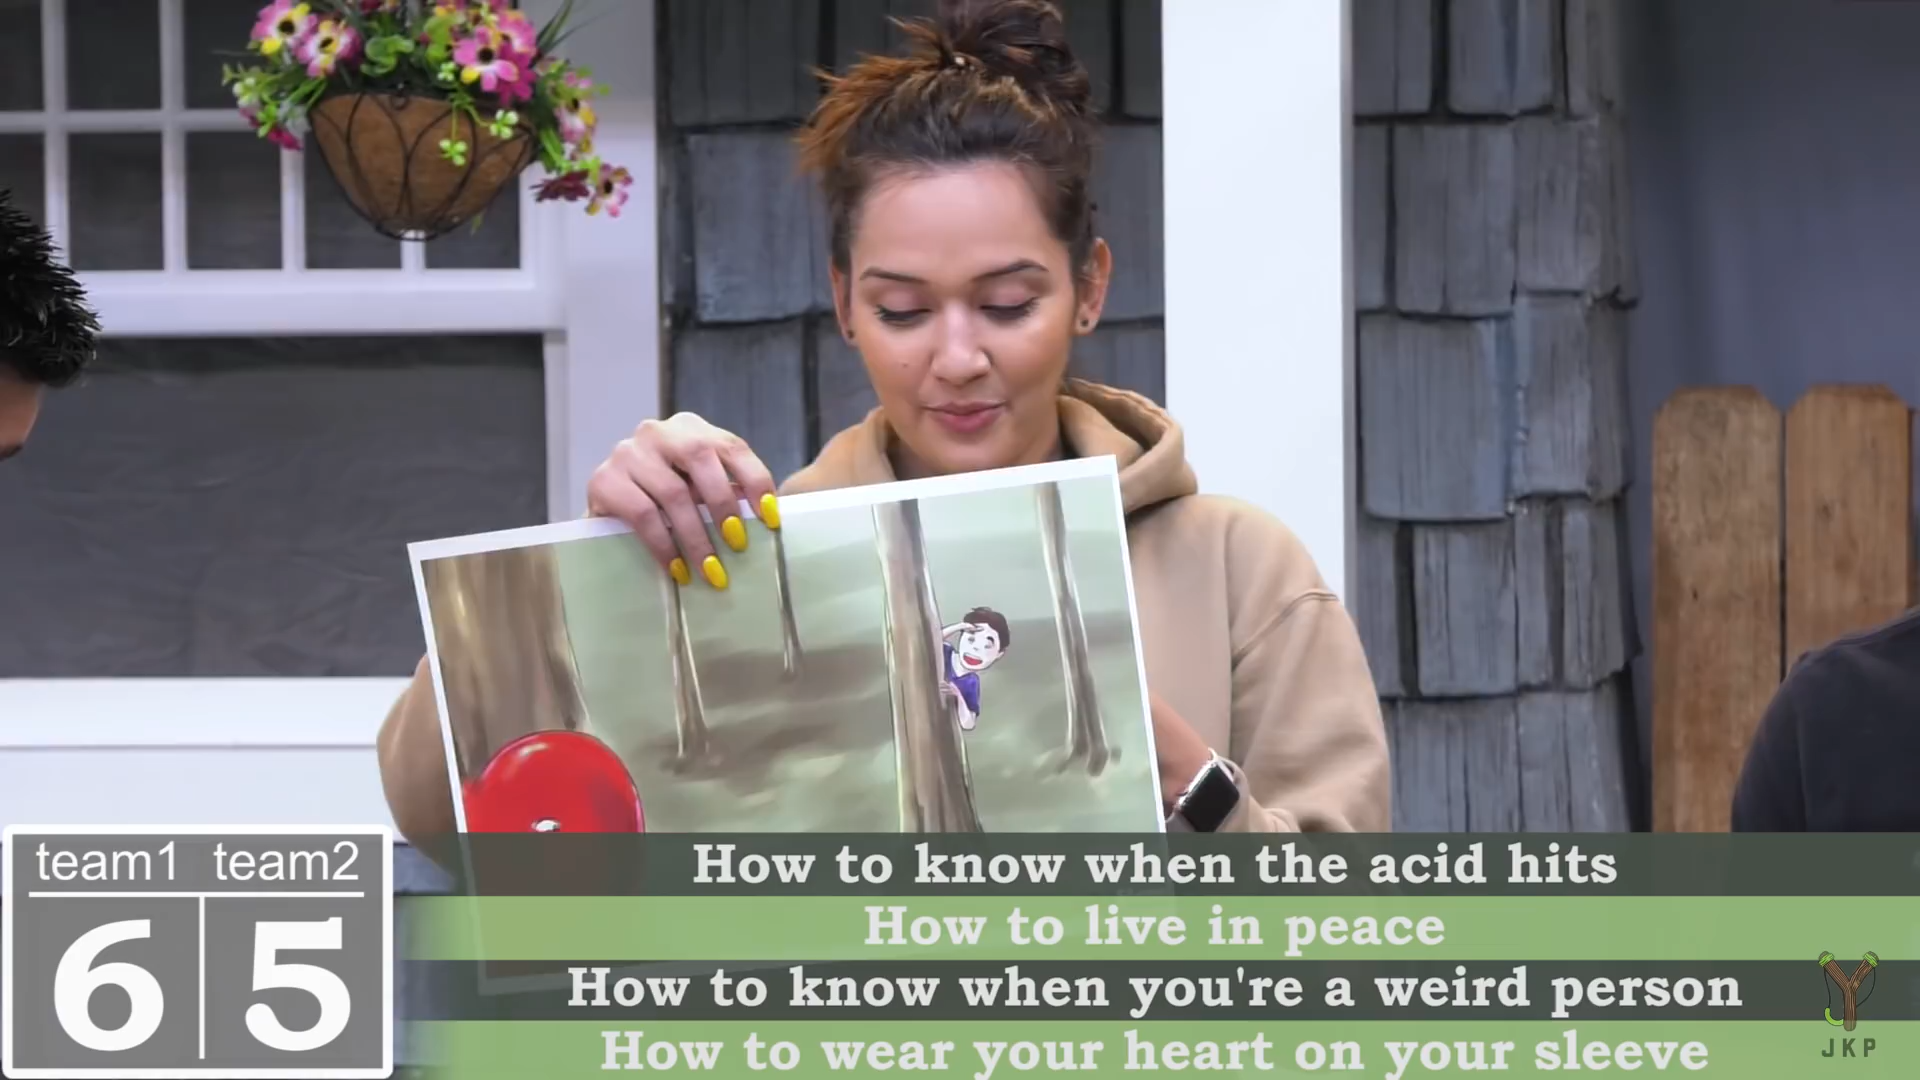 team1 team2
6 5
How to know when the acid hits
How to live in peace
How to know when you're a weird person
How to wear your heart on your sleeve
JKP